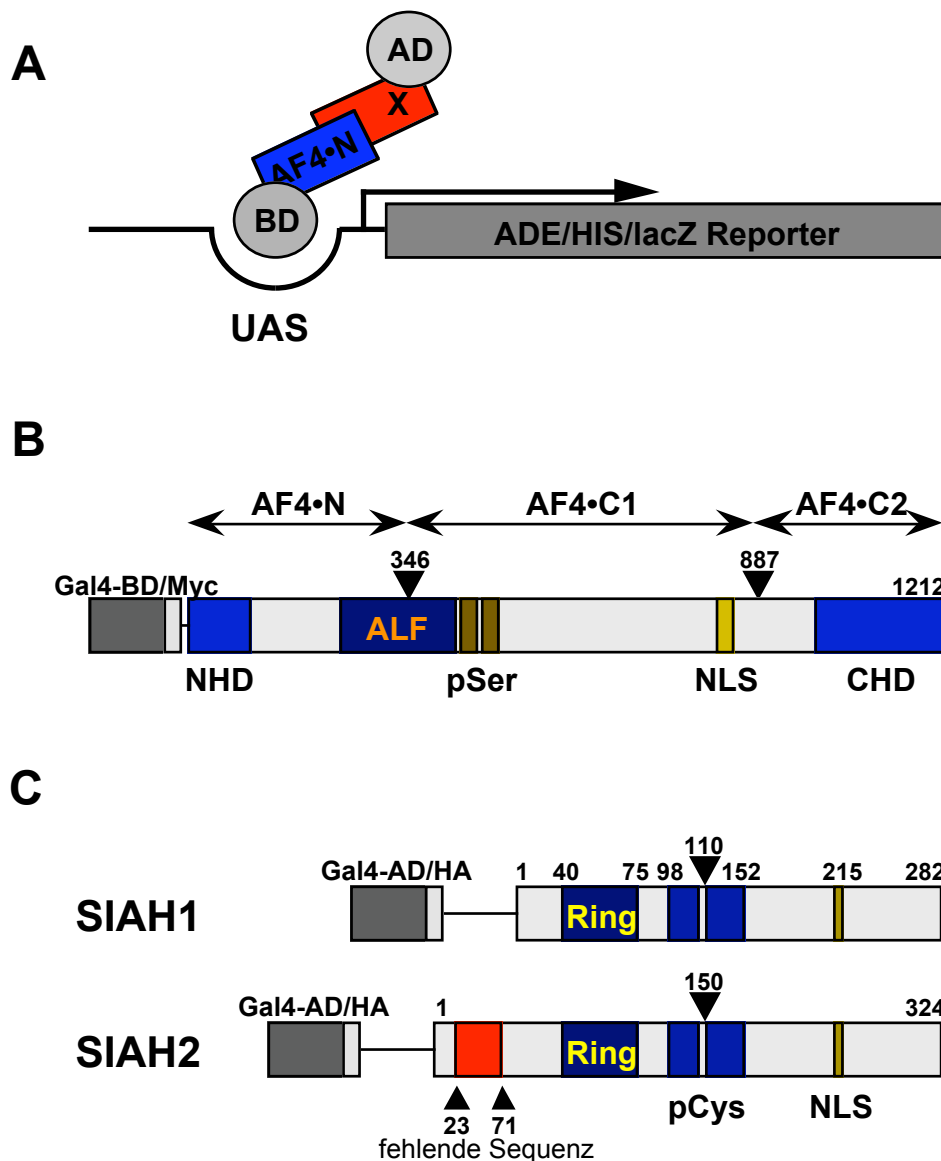 A
AD
X
AF4•N
BD
ADE/HIS/lacZ Reporter
UAS
B
AF4•N AF4•C1 AF4•C2
346 887
Gal4-BD/Myc 1212
ALF
NHD pSer NLS CHD
C
110
Gal4-AD/HA 1 40 75 98 152 215 282
SIAH1 Ring
150
Gal4-AD/HA 1 324
SIAH2 Ring
23 71 pCys NLS
fehlende Sequenz